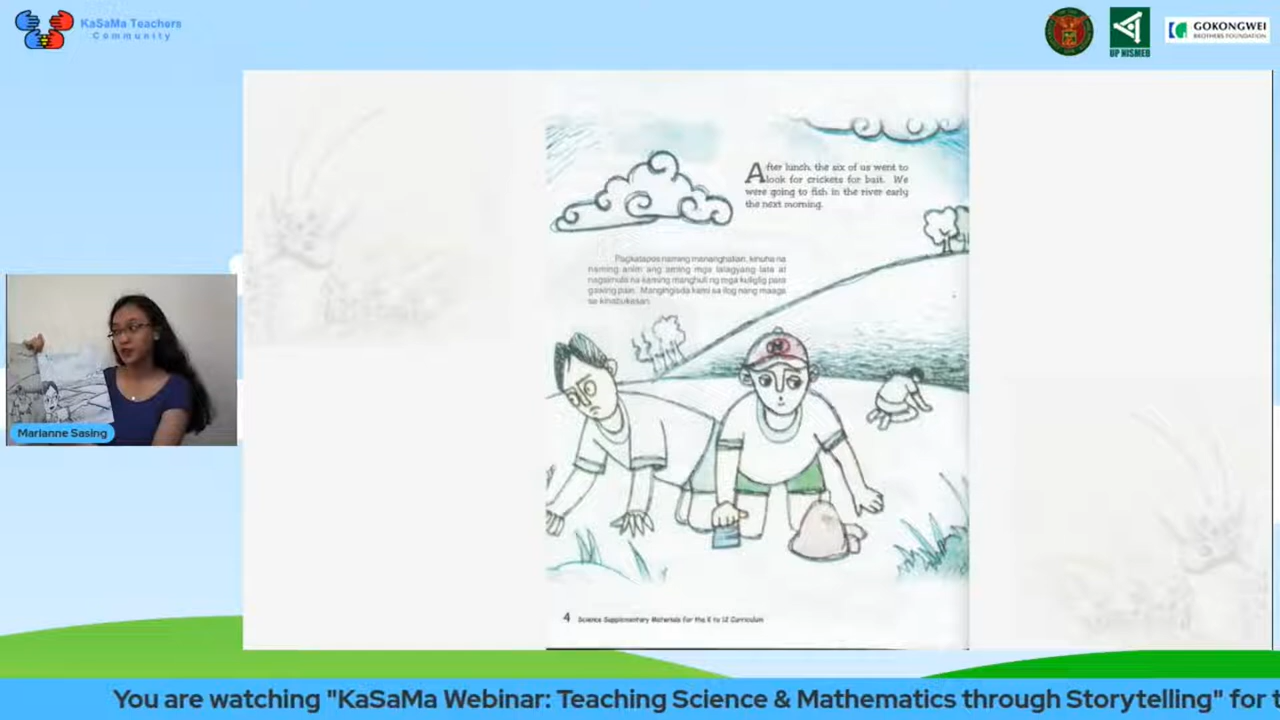 KaSaMa Teachers
Community
UP NISMED
GOKONGWEI
BROTHERS FOUNDATION
After lunch, the six of us went to
look for crickets for bait. We
were going to fish in the river early
the next morning.
Pagkatapos naming mananghalian, kinuha na
naming anim ang aming mga lalagyang lata at
nagsimula na kaming manghuli ng mga kuliglig para
gawing pain. Mangingisda kami sa ilog nang maaga
sa kinabukasan.
Marianne Sasing
4 Science Supplementary Materials for the K to 12 Curriculum
You are watching "KaSaMa Webinar: Teaching Science & Mathematics through Storytelling" for t